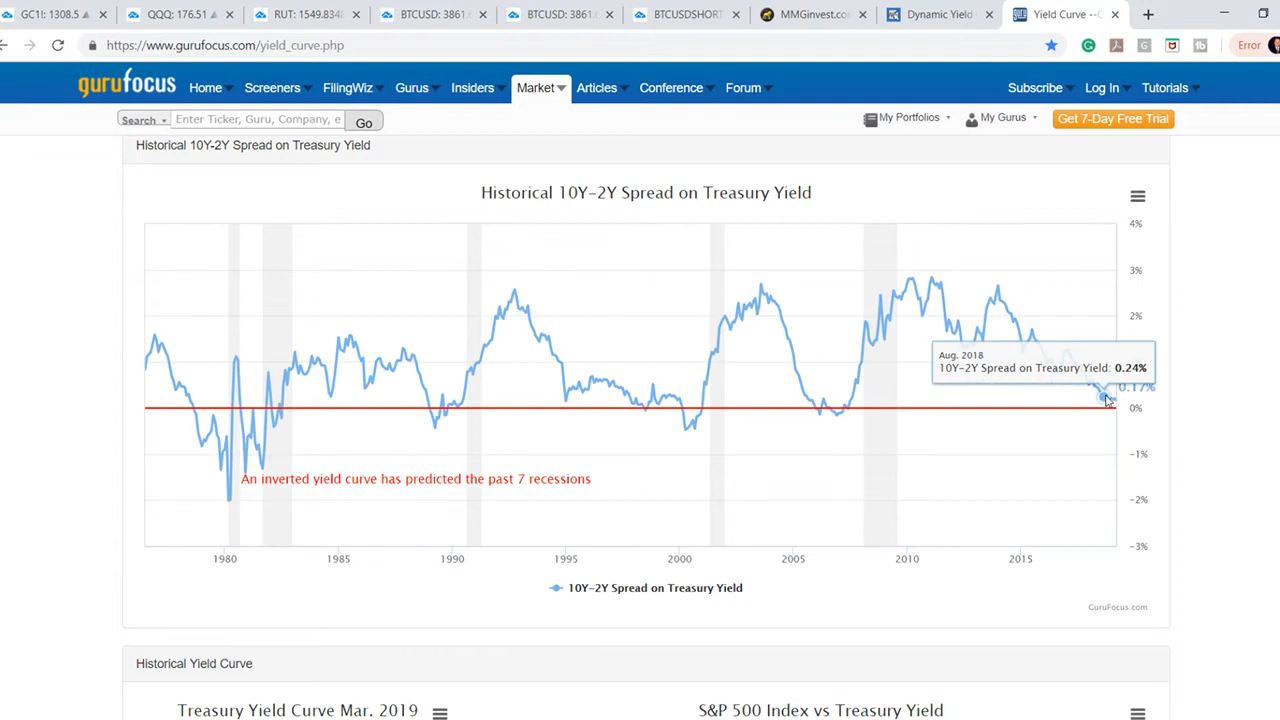 GC1!: 1308.5
QQQ: 176.51
RUT: 1549.834
BTCUSD: 3861.
BTCUSD: 3861.
BTCUSDSHORT
MMGinvest.co
Dynamic Yield
Yield Curve --
https://www.gurufocus.com/yield_curve.php
Error
gurufocus Home Screeners FilingWiz Gurus Insiders Market Articles Conference Forum Subscribe Log In Tutorials
Search Enter Ticker, Guru, Company, e Go My Portfolios My Gurus Get 7-Day Free Trial
Historical 10Y-2Y Spread on Treasury Yield
Historical 10Y-2Y Spread on Treasury Yield
4%
3%
2%
Aug. 2018
10Y-2Y Spread on Treasury Yield: 0.24%
0.17%
0%
-1%
An inverted yield curve has predicted the past 7 recessions
-2%
-3%
1980 1985 1990 1995 2000 2005 2010 2015
10Y-2Y Spread on Treasury Yield
GuruFocus.com
Historical Yield Curve
Treasury Yield Curve Mar. 2019
S&P 500 Index vs Treasury Yield